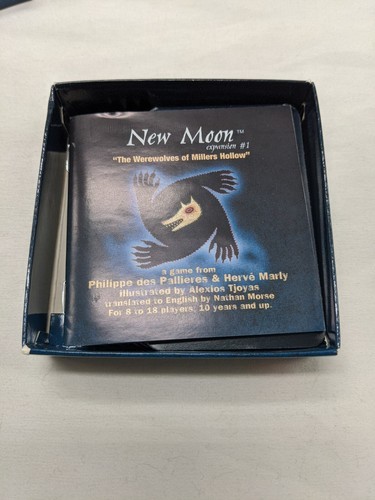 New Moon™
expansion #1
"The Werewolves of Millers Hollow"
a game from
Philippe des Pallières & Hervé Marly
Illustrated by Alexios Tjoyas
translated to English by Nathan Morse
For 8 to 18 players; 10 years and up.